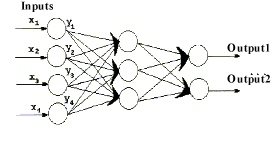 Inputs
x1 y1
x2 y2
x3 y3
x4 y4
Output1
Output2